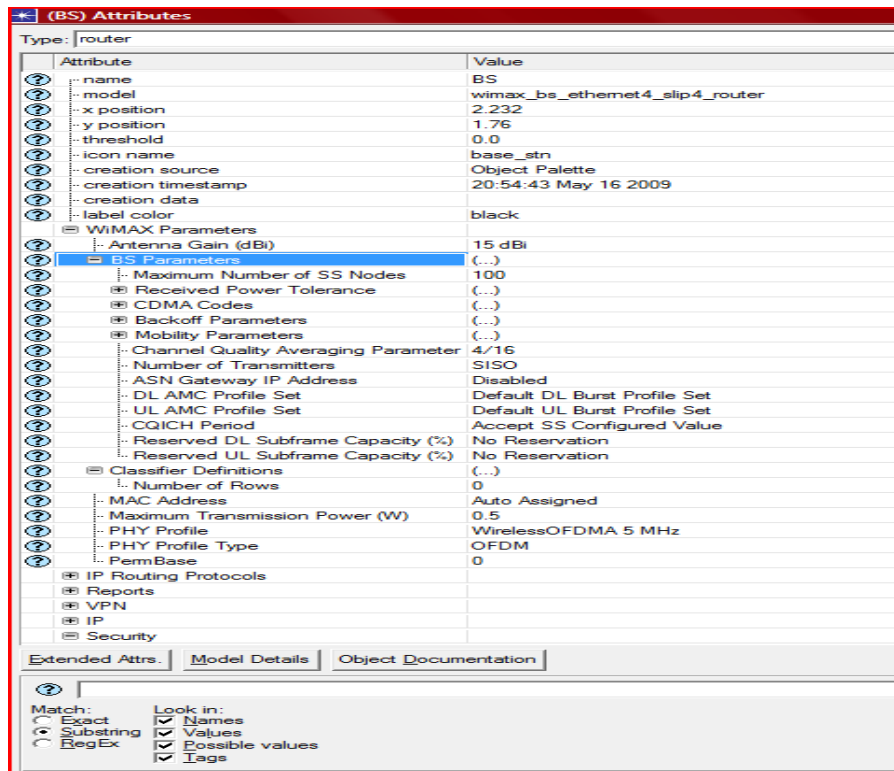 (BS) Attributes
Type: router
Attribute Value
name BS
model wimax_bs_ethernet4_slip4_router
x position 2.232
y position 1.76
threshold 0.0
icon name base_stn
creation source Object Palette
creation timestamp 20:54:43 May 16 2009
creation data
label color black
WiMAX Parameters
Antenna Gain (dBi) 15 dBi
BS Parameters (...)
Maximum Number of SS Nodes 100
Received Power Tolerance (...)
CDMA Codes (...)
Backoff Parameters (...)
Mobility Parameters (...)
Channel Quality Averaging Parameter 4/16
Number of Transmitters SISO
ASN Gateway IP Address Disabled
DL AMC Profile Set Default DL Burst Profile Set
UL AMC Profile Set Default UL Burst Profile Set
CQICH Period Accept SS Configured Value
Reserved DL Subframe Capacity (%) No Reservation
Reserved UL Subframe Capacity (%) No Reservation
Classifier Definitions (...)
Number of Rows 0
MAC Address Auto Assigned
Maximum Transmission Power (W) 0.5
PHY Profile WirelessOFDMA 5 MHz
PHY Profile Type OFDM
PermBase 0
IP Routing Protocols
Reports
VPN
IP
Security
Extended Attrs. Model Details Object Documentation
Match: Look in:
Exact Names
Substring Values
RegEx Possible values
Tags